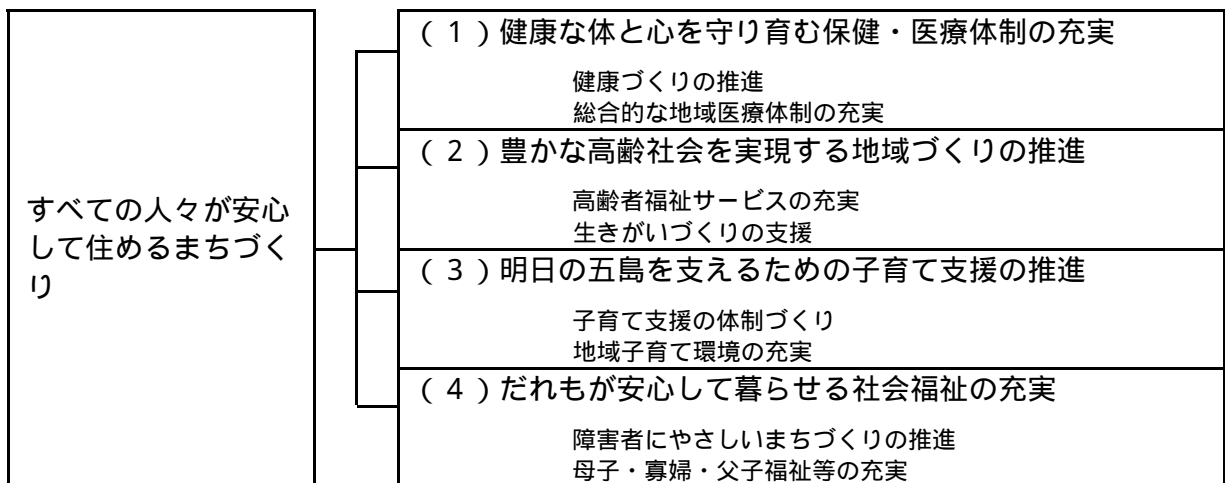 すべての人々が安心
して住めるまちづく
り
(1)健康な体と心を守り育む保健・医療体制の充実
健康づくりの推進
総合的な地域医療体制の充実
(2)豊かな高齢社会を実現する地域づくりの推進
高齢者福祉サービスの充実
生きがいづくりの支援
(3)明日の五島を支えるための子育て支援の推進
子育て支援の体制づくり
地域子育て環境の充実
(4)だれもが安心して暮らせる社会福祉の充実
障害者にやさしいまちづくりの推進
母子・寡婦・父子福祉等の充実